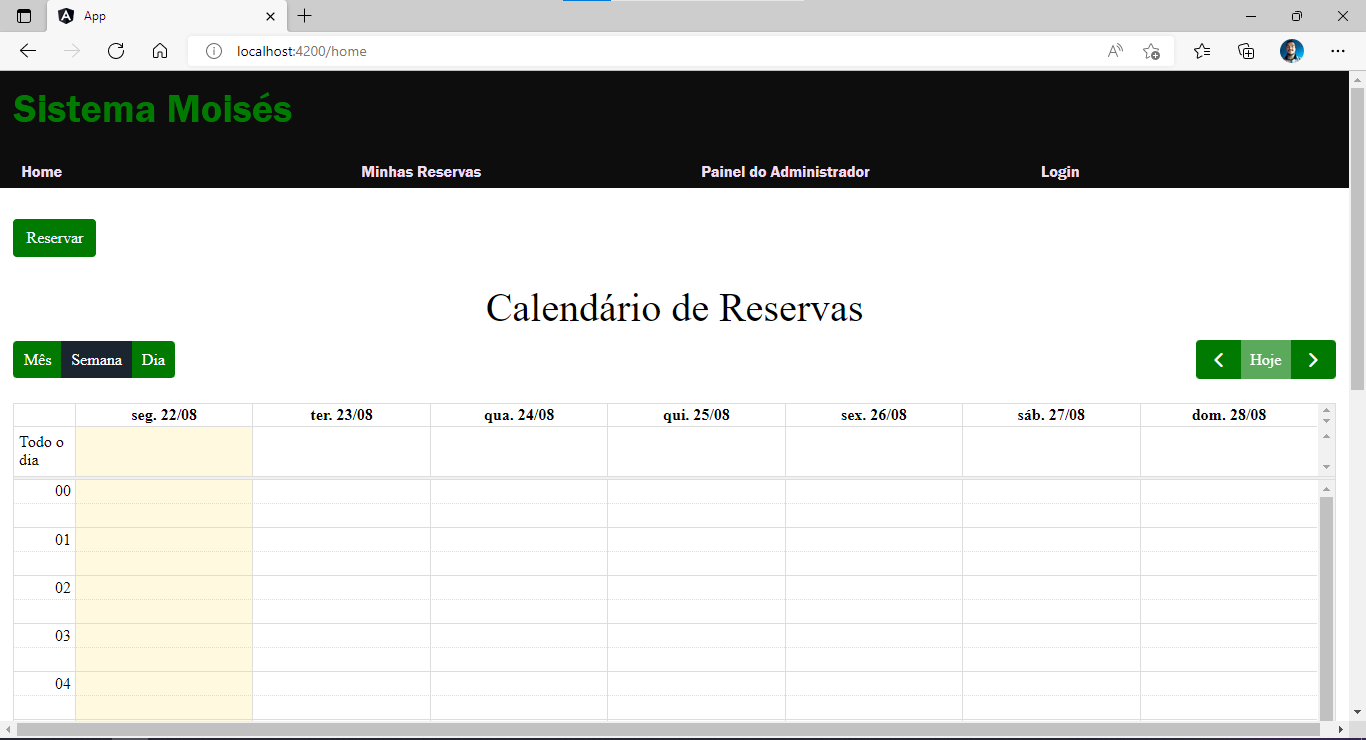 App
localhost:4200/home
Sistema Moisés
Home Minhas Reservas Painel do Administrador Login
Reservar
Calendário de Reservas
Mês Semana Dia Hoje
seg. 22/08 ter. 23/08 qua. 24/08 qui. 25/08 sex. 26/08 sáb. 27/08 dom. 28/08
Todo o
dia
00
01
02
03
04